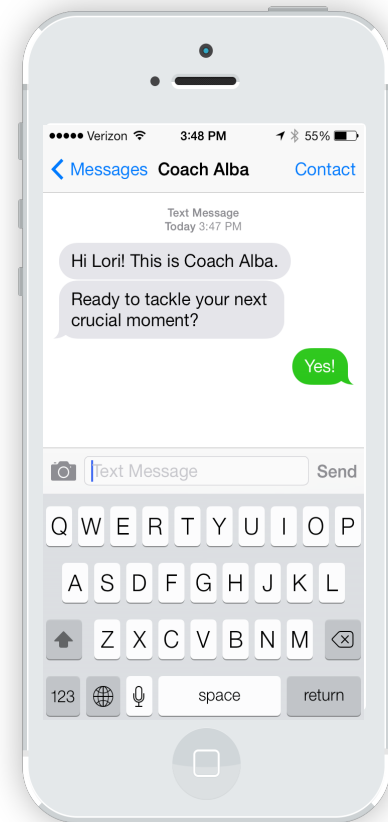 Verizon 3:48 PM 55%
Messages Coach Alba Contact
Text Message
Today 3:47 PM
Hi Lori! This is Coach Alba.
Ready to tackle your next
crucial moment?
Yes!
Text Message Send
Q W E R T Y U I O P
A S D F G H J K L
Z X C V B N M
123 space return